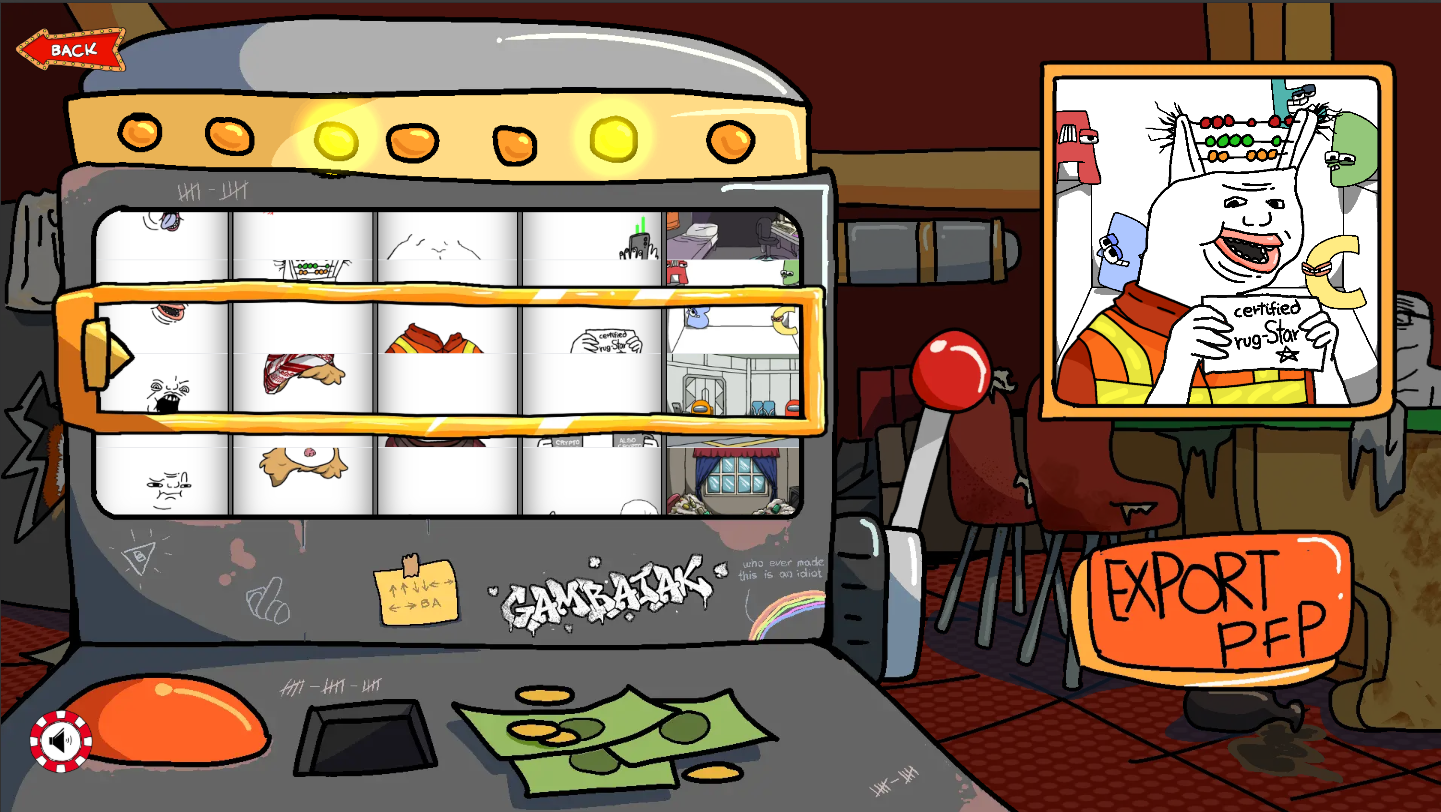 BACK
certified
rug-Star
CRYPTO
ALSO
↑↑↓↓←→
←→BA
GAMBAJAK
who ever made
this is an idiot
certified
rug-Star
EXPORT
PFP